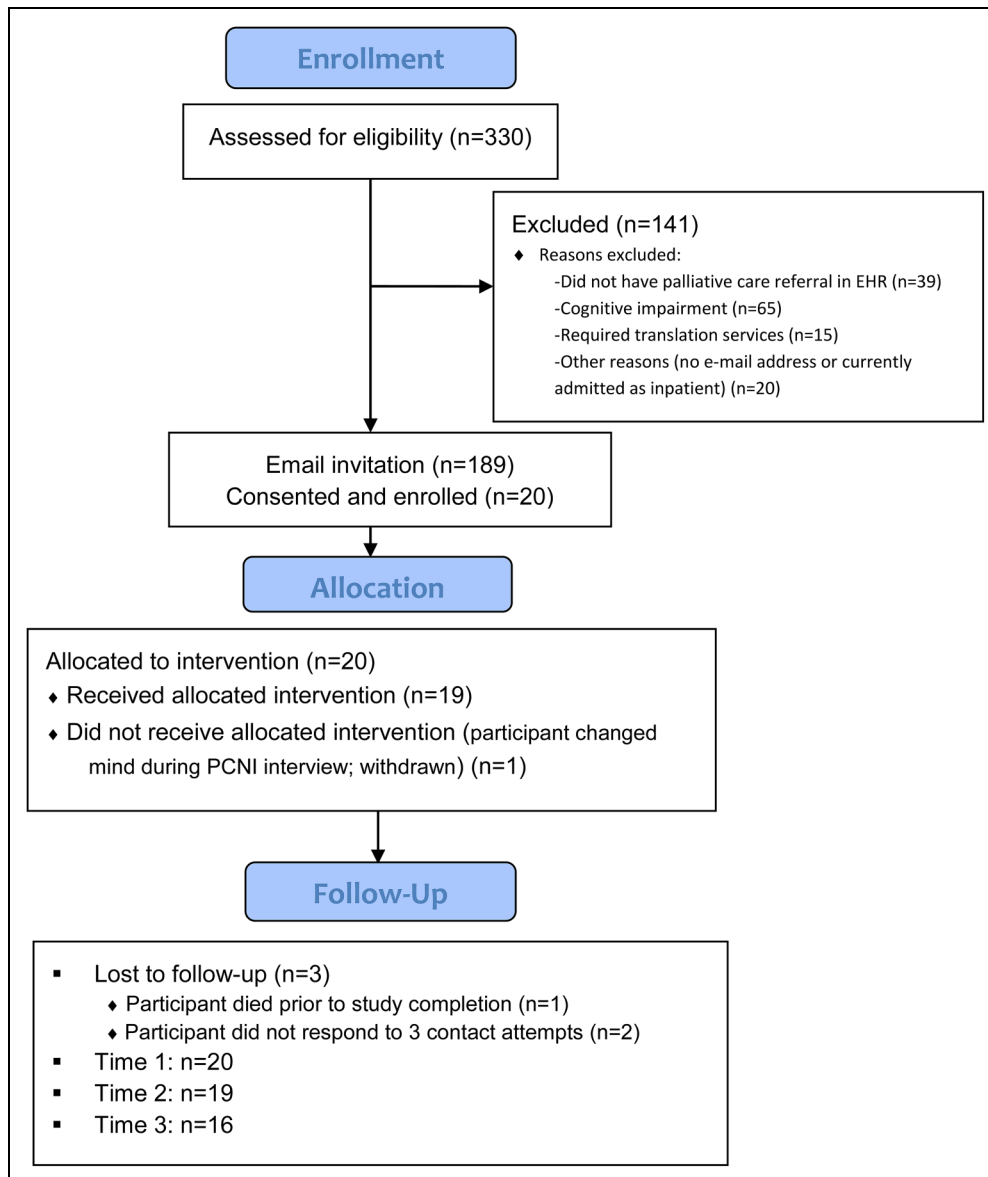 Enrollment
Assessed for eligibility (n=330)
Excluded (n=141)
♦ Reasons excluded:
-Did not have palliative care referral in EHR (n=39)
-Cognitive impairment (n=65)
-Required translation services (n=15)
-Other reasons (no e-mail address or currently
admitted as inpatient) (n=20)
Email invitation (n=189)
Consented and enrolled (n=20)
Allocation
Allocated to intervention (n=20)
♦ Received allocated intervention (n=19)
♦ Did not receive allocated intervention (participant changed
mind during PCNI interview; withdrawn) (n=1)
Follow-Up
▪ Lost to follow-up (n=3)
♦ Participant died prior to study completion (n=1)
♦ Participant did not respond to 3 contact attempts (n=2)
▪ Time 1: n=20
▪ Time 2: n=19
▪ Time 3: n=16